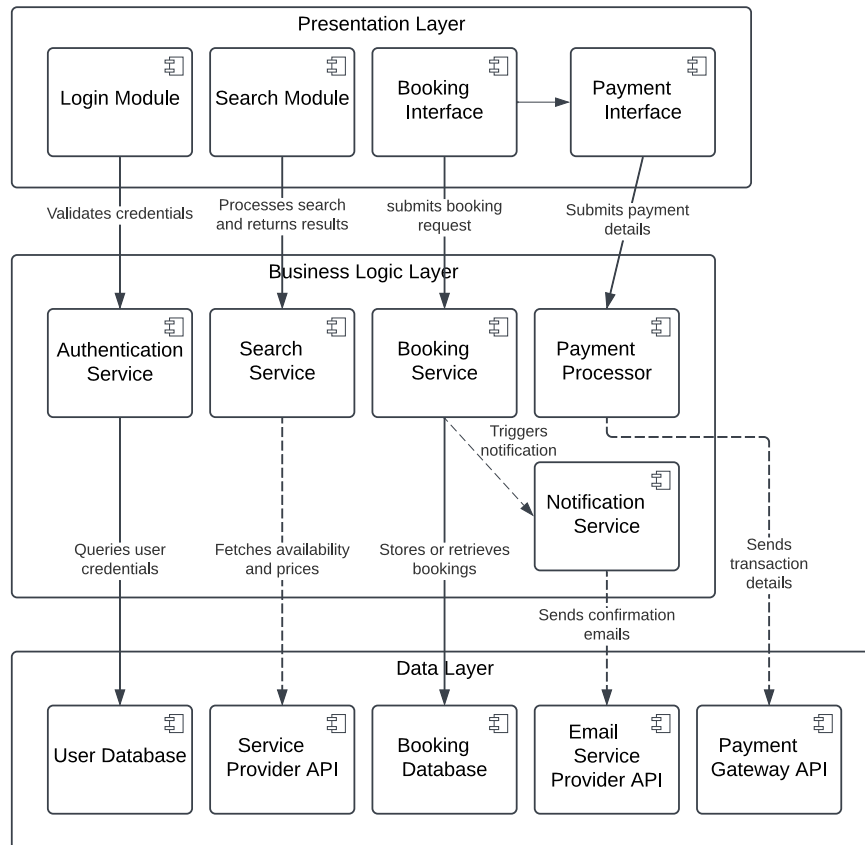 Presentation Layer
Login Module
Search Module
Booking
Interface
Payment
Interface
Validates credentials
Processes search
and returns results
submits booking
request
Submits payment
details
Business Logic Layer
Authentication
Service
Search
Service
Booking
Service
Payment
Processor
Triggers
notification
Notification
Service
Queries user
credentials
Fetches availability
and prices
Stores or retrieves
bookings
Sends
transaction
details
Sends confirmation
emails
Data Layer
User Database
Service
Provider API
Booking
Database
Email
Service
Provider API
Payment
Gateway API